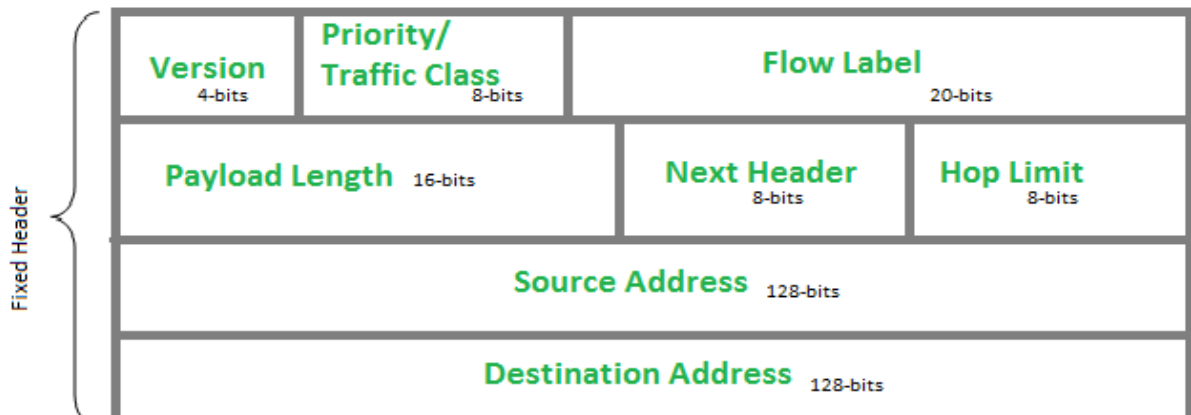 Fixed Header
Version
4-bits
Priority/
Traffic Class
8-bits
Flow Label
20-bits
Payload Length 16-bits
Next Header
8-bits
Hop Limit
8-bits
Source Address 128-bits
Destination Address 128-bits